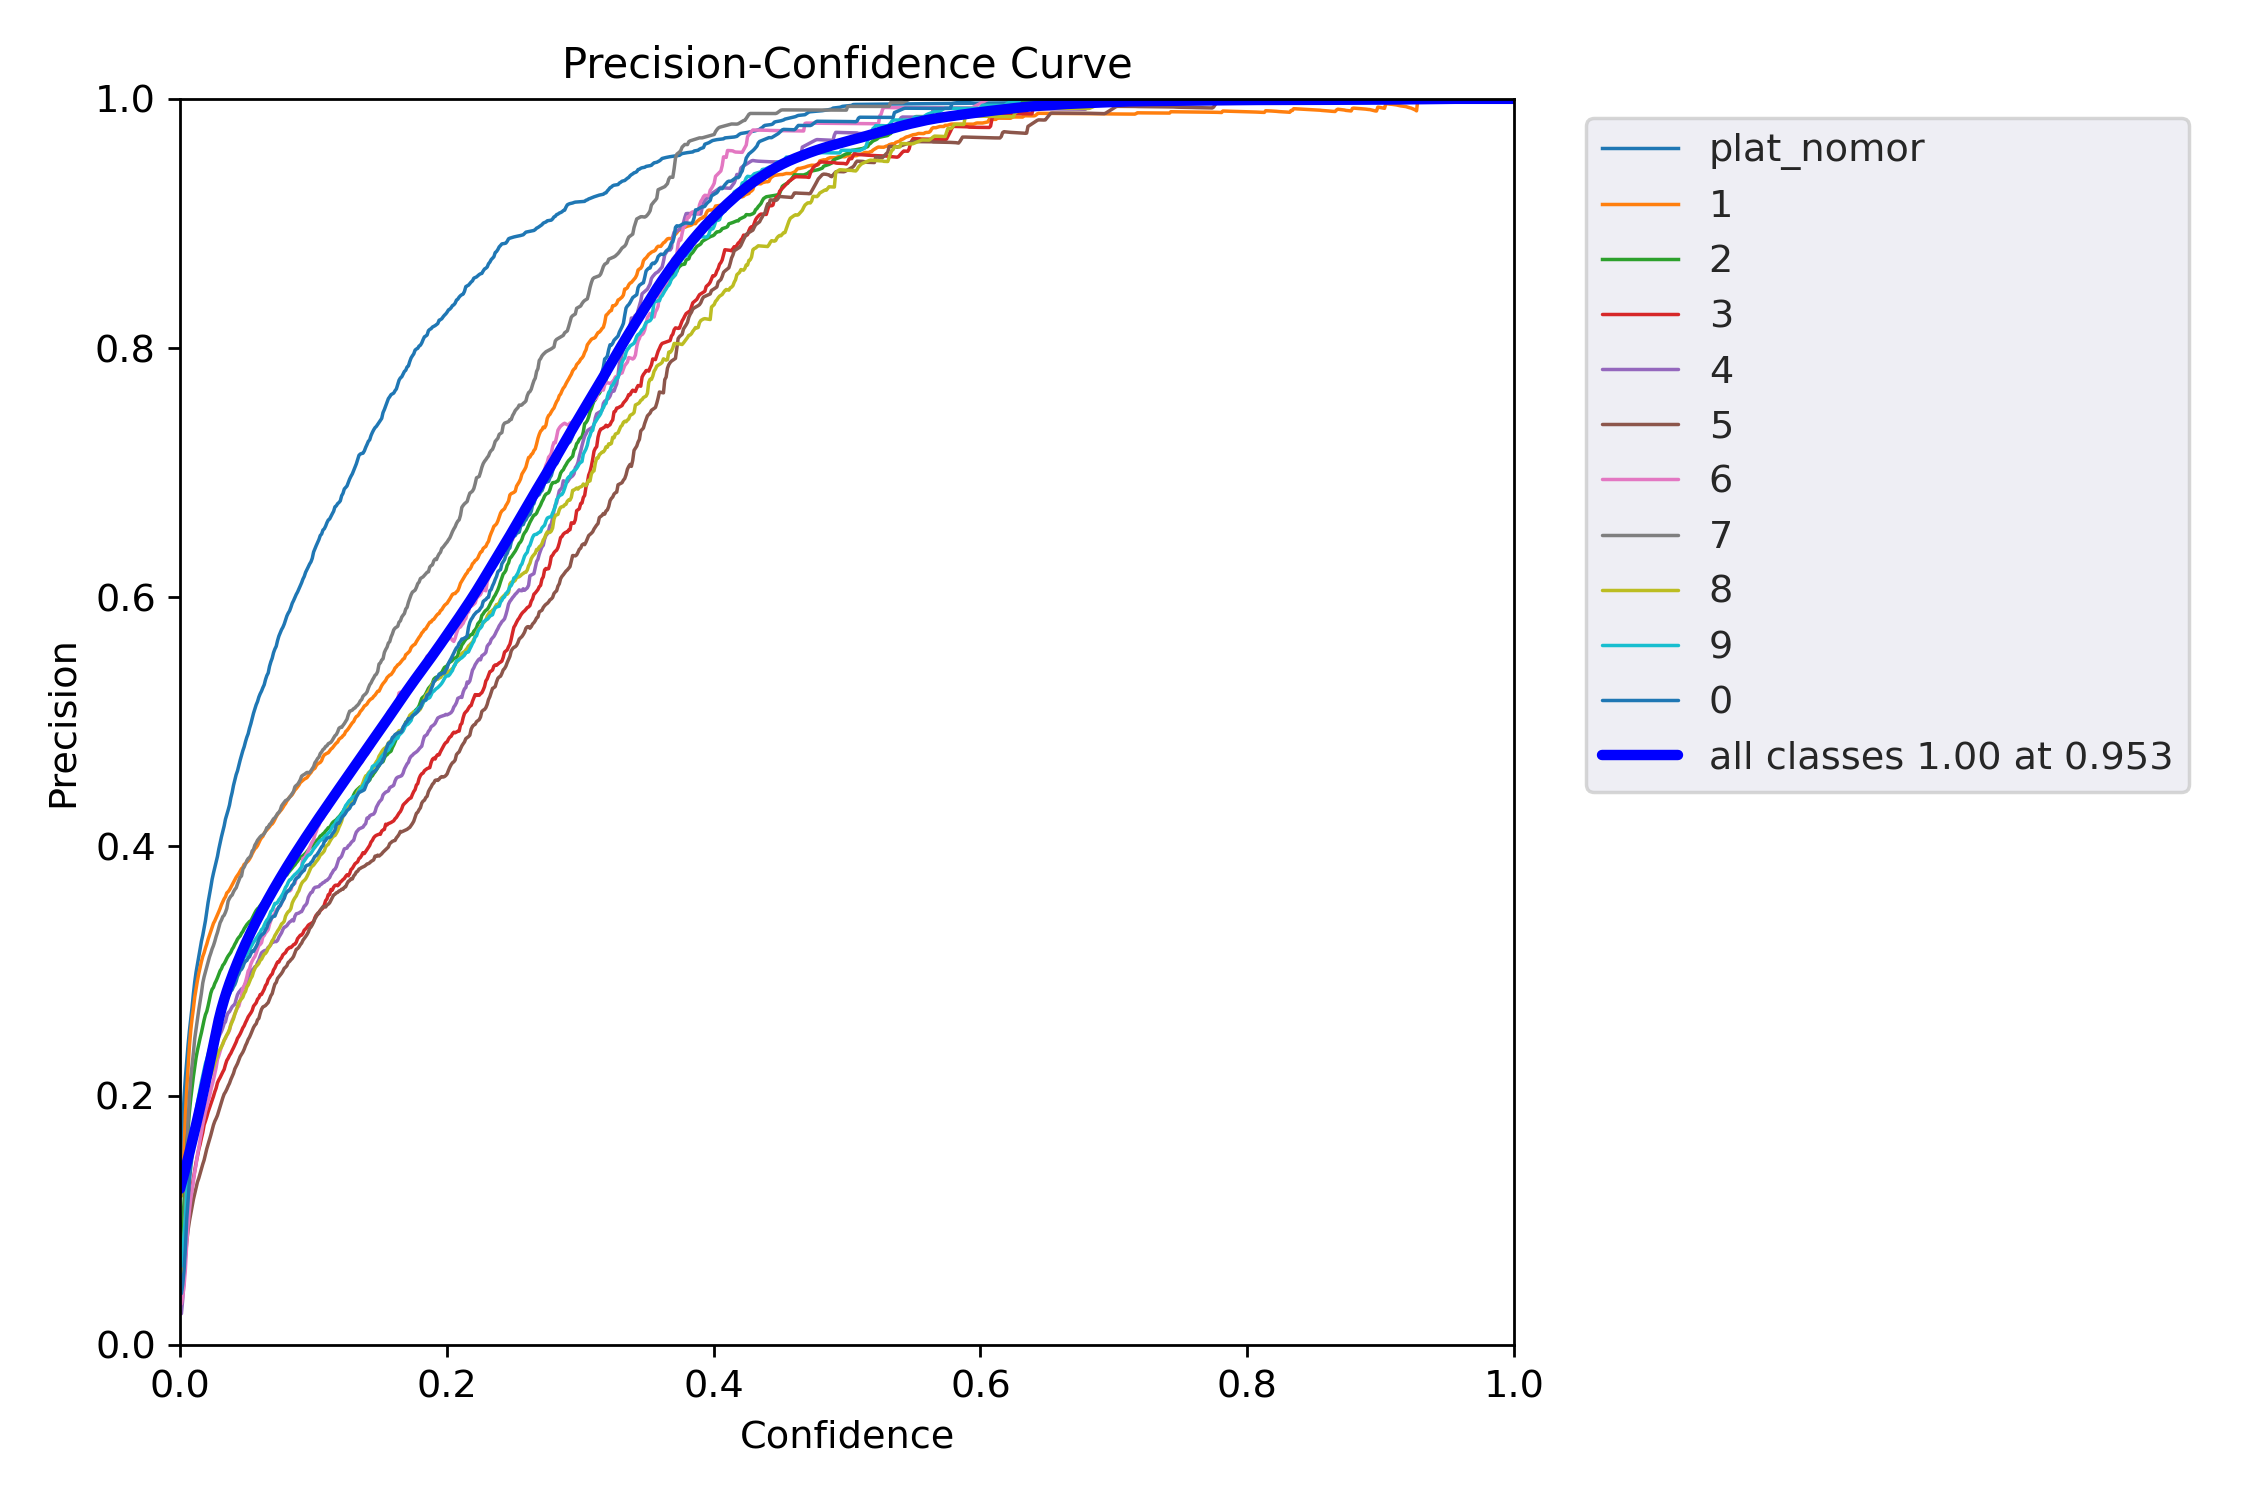 Precision-Confidence Curve
1.0
0.8
0.6
0.4
0.2
0.0
Precision
0.0 0.2 0.4 0.6 0.8 1.0
Confidence
plat_nomor
1
2
3
4
5
6
7
8
9
0
all classes 1.00 at 0.953